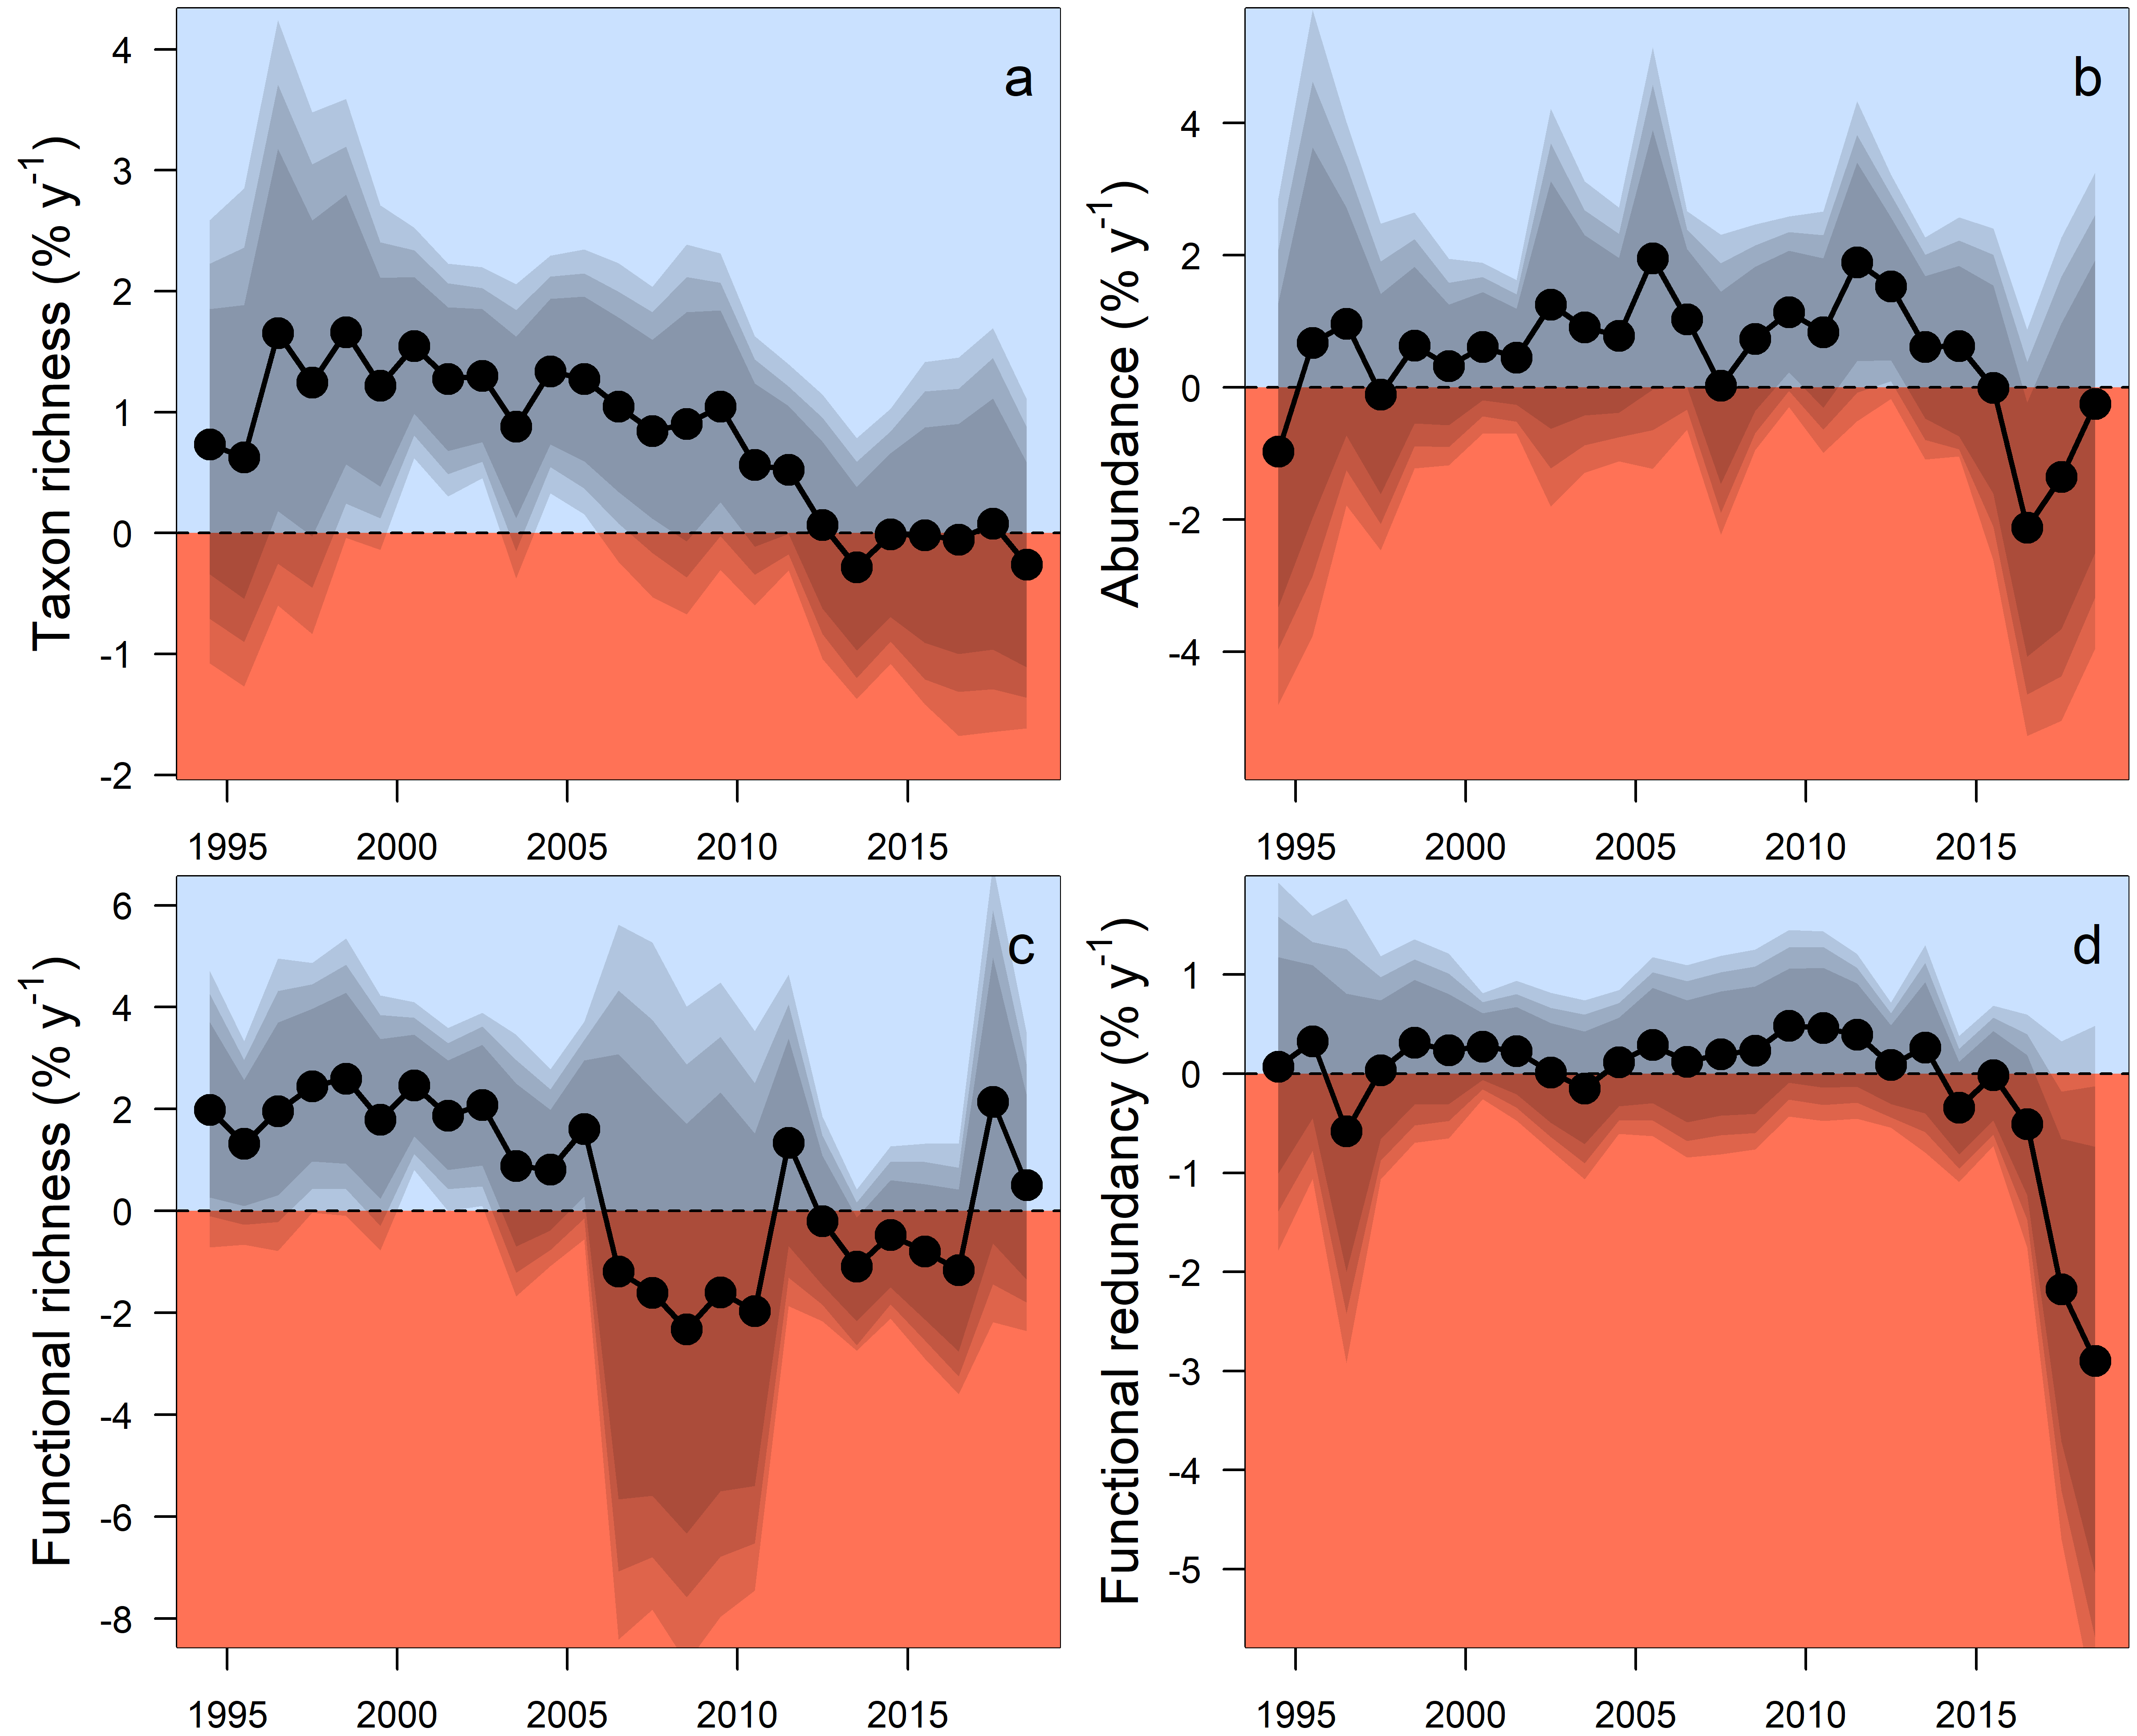 Taxon richness (% y⁻¹)
4
3
2
1
0
-1
-2
a
1995 2000 2005 2010 2015
Abundance (% y⁻¹)
4
2
0
-2
-4
b
1995 2000 2005 2010 2015
Functional richness (% y⁻¹)
6
4
2
0
-2
-4
-6
-8
c
1995 2000 2005 2010 2015
Functional redundancy (% y⁻¹)
1
0
-1
-2
-3
-4
-5
d
1995 2000 2005 2010 2015